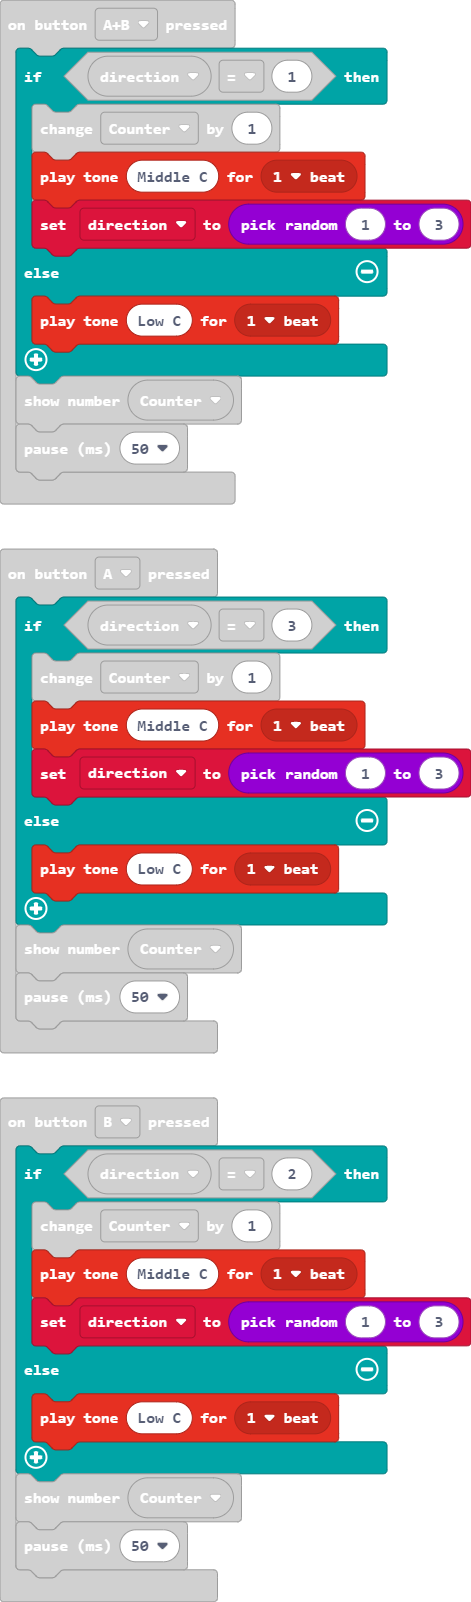 on button A+B pressed
if direction = 1 then
change Counter by 1
play tone Middle C for 1 beat
set direction to pick random 1 to 3
else
play tone Low C for 1 beat
show number Counter
pause (ms) 50
on button A pressed
if direction = 3 then
change Counter by 1
play tone Middle C for 1 beat
set direction to pick random 1 to 3
else
play tone Low C for 1 beat
show number Counter
pause (ms) 50
on button B pressed
if direction = 2 then
change Counter by 1
play tone Middle C for 1 beat
set direction to pick random 1 to 3
else
play tone Low C for 1 beat
show number Counter
pause (ms) 50